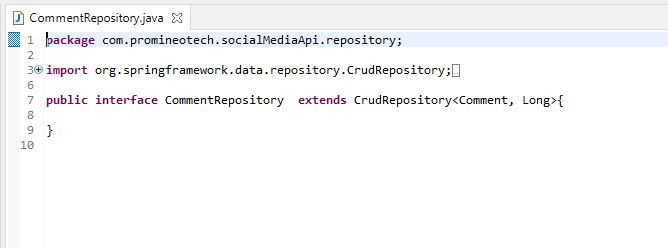 CommentRepository.java
1 package com.promineotech.socialMediaApi.repository;
2
3 import org.springframework.data.repository.CrudRepository;
6
7 public interface CommentRepository  extends CrudRepository<Comment, Long>{
8
9 }
10